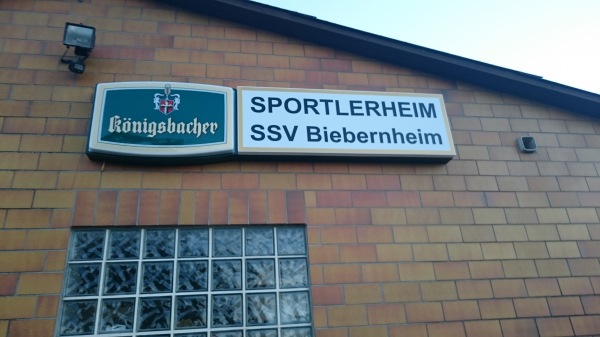 Königsbacher
SPORTLERHEIM
SSV Biebernheim